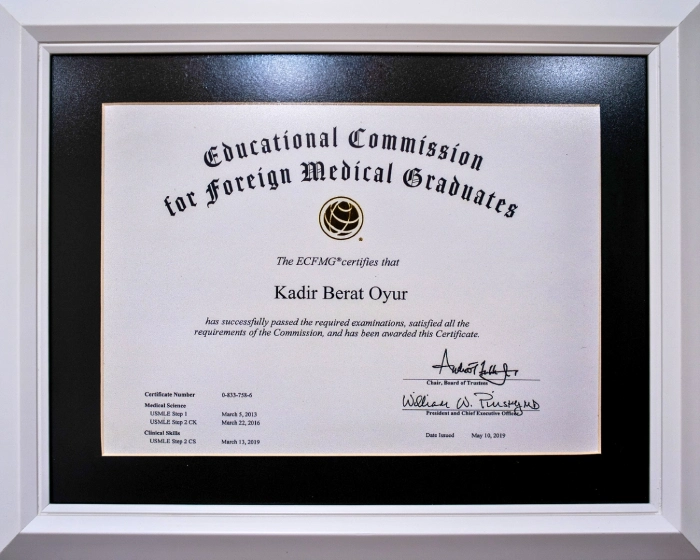 Educational Commission
for Foreign Medical Graduates
The ECFMG® certifies that
Kadir Berat Oyur
has successfully passed the required examinations, satisfied all the
requirements of the Commission, and has been awarded this Certificate.
Chair, Board of Trustees
William W. Pinsky, MD
President and Chief Executive Officer
Certificate Number 0-833-758-6
Medical Science
USMLE Step 1 March 5, 2013
USMLE Step 2 CK March 22, 2016
Clinical Skills
USMLE Step 2 CS March 13, 2019
Date Issued May 10, 2019